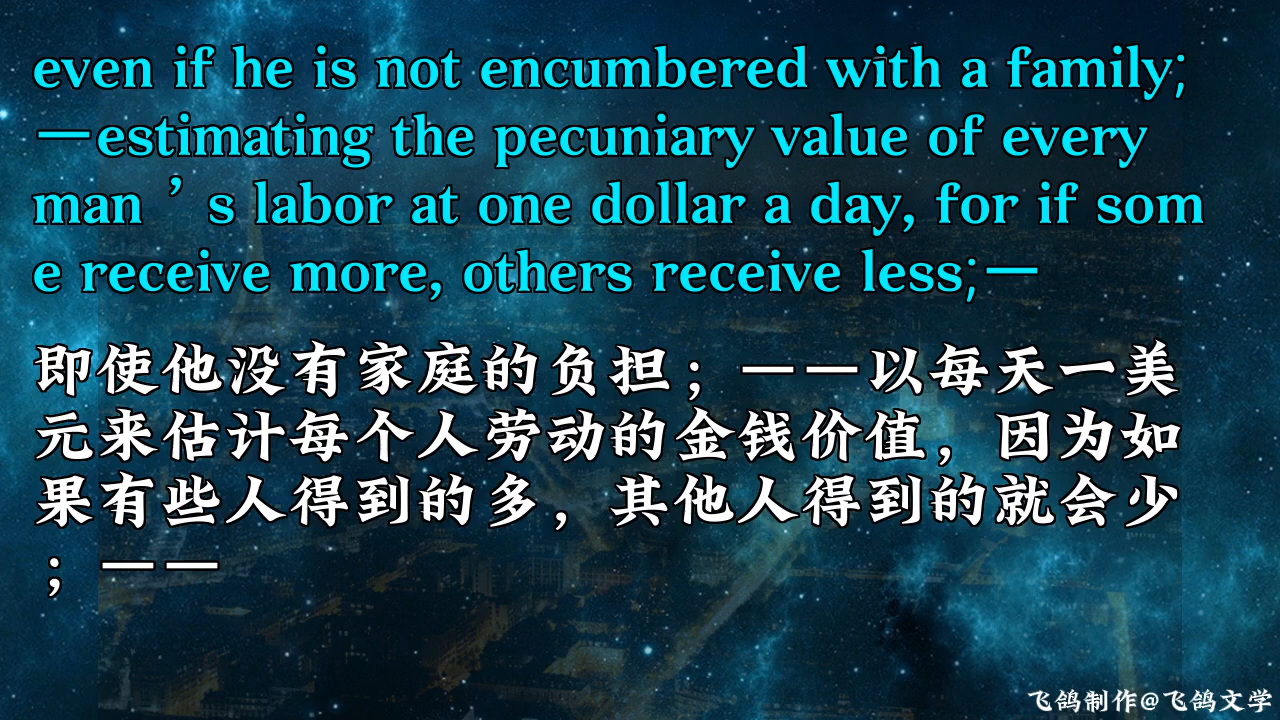 even if he is not encumbered with a family;
—estimating the pecuniary value of every
man ’ s labor at one dollar a day, for if som
e receive more, others receive less;—
即使他没有家庭的负担；——以每天一美
元来估计每个人劳动的金钱价值，因为如
果有些人得到的多，其他人得到的就会少
；——
飞鸽制作@飞鸽文学